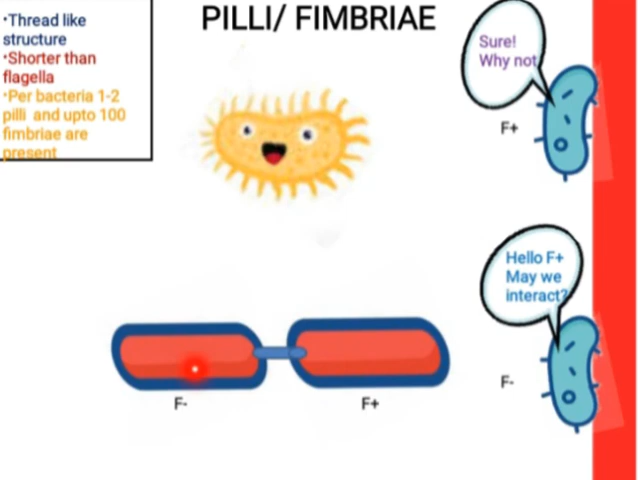 PILLI/ FIMBRIAE
•Thread like
structure
•Shorter than
flagella
•Per bacteria 1-2
pilli and upto 100
fimbriae are
present
Sure!
Why not
F+
Hello F+
May we
interact?
F-
F-
F+